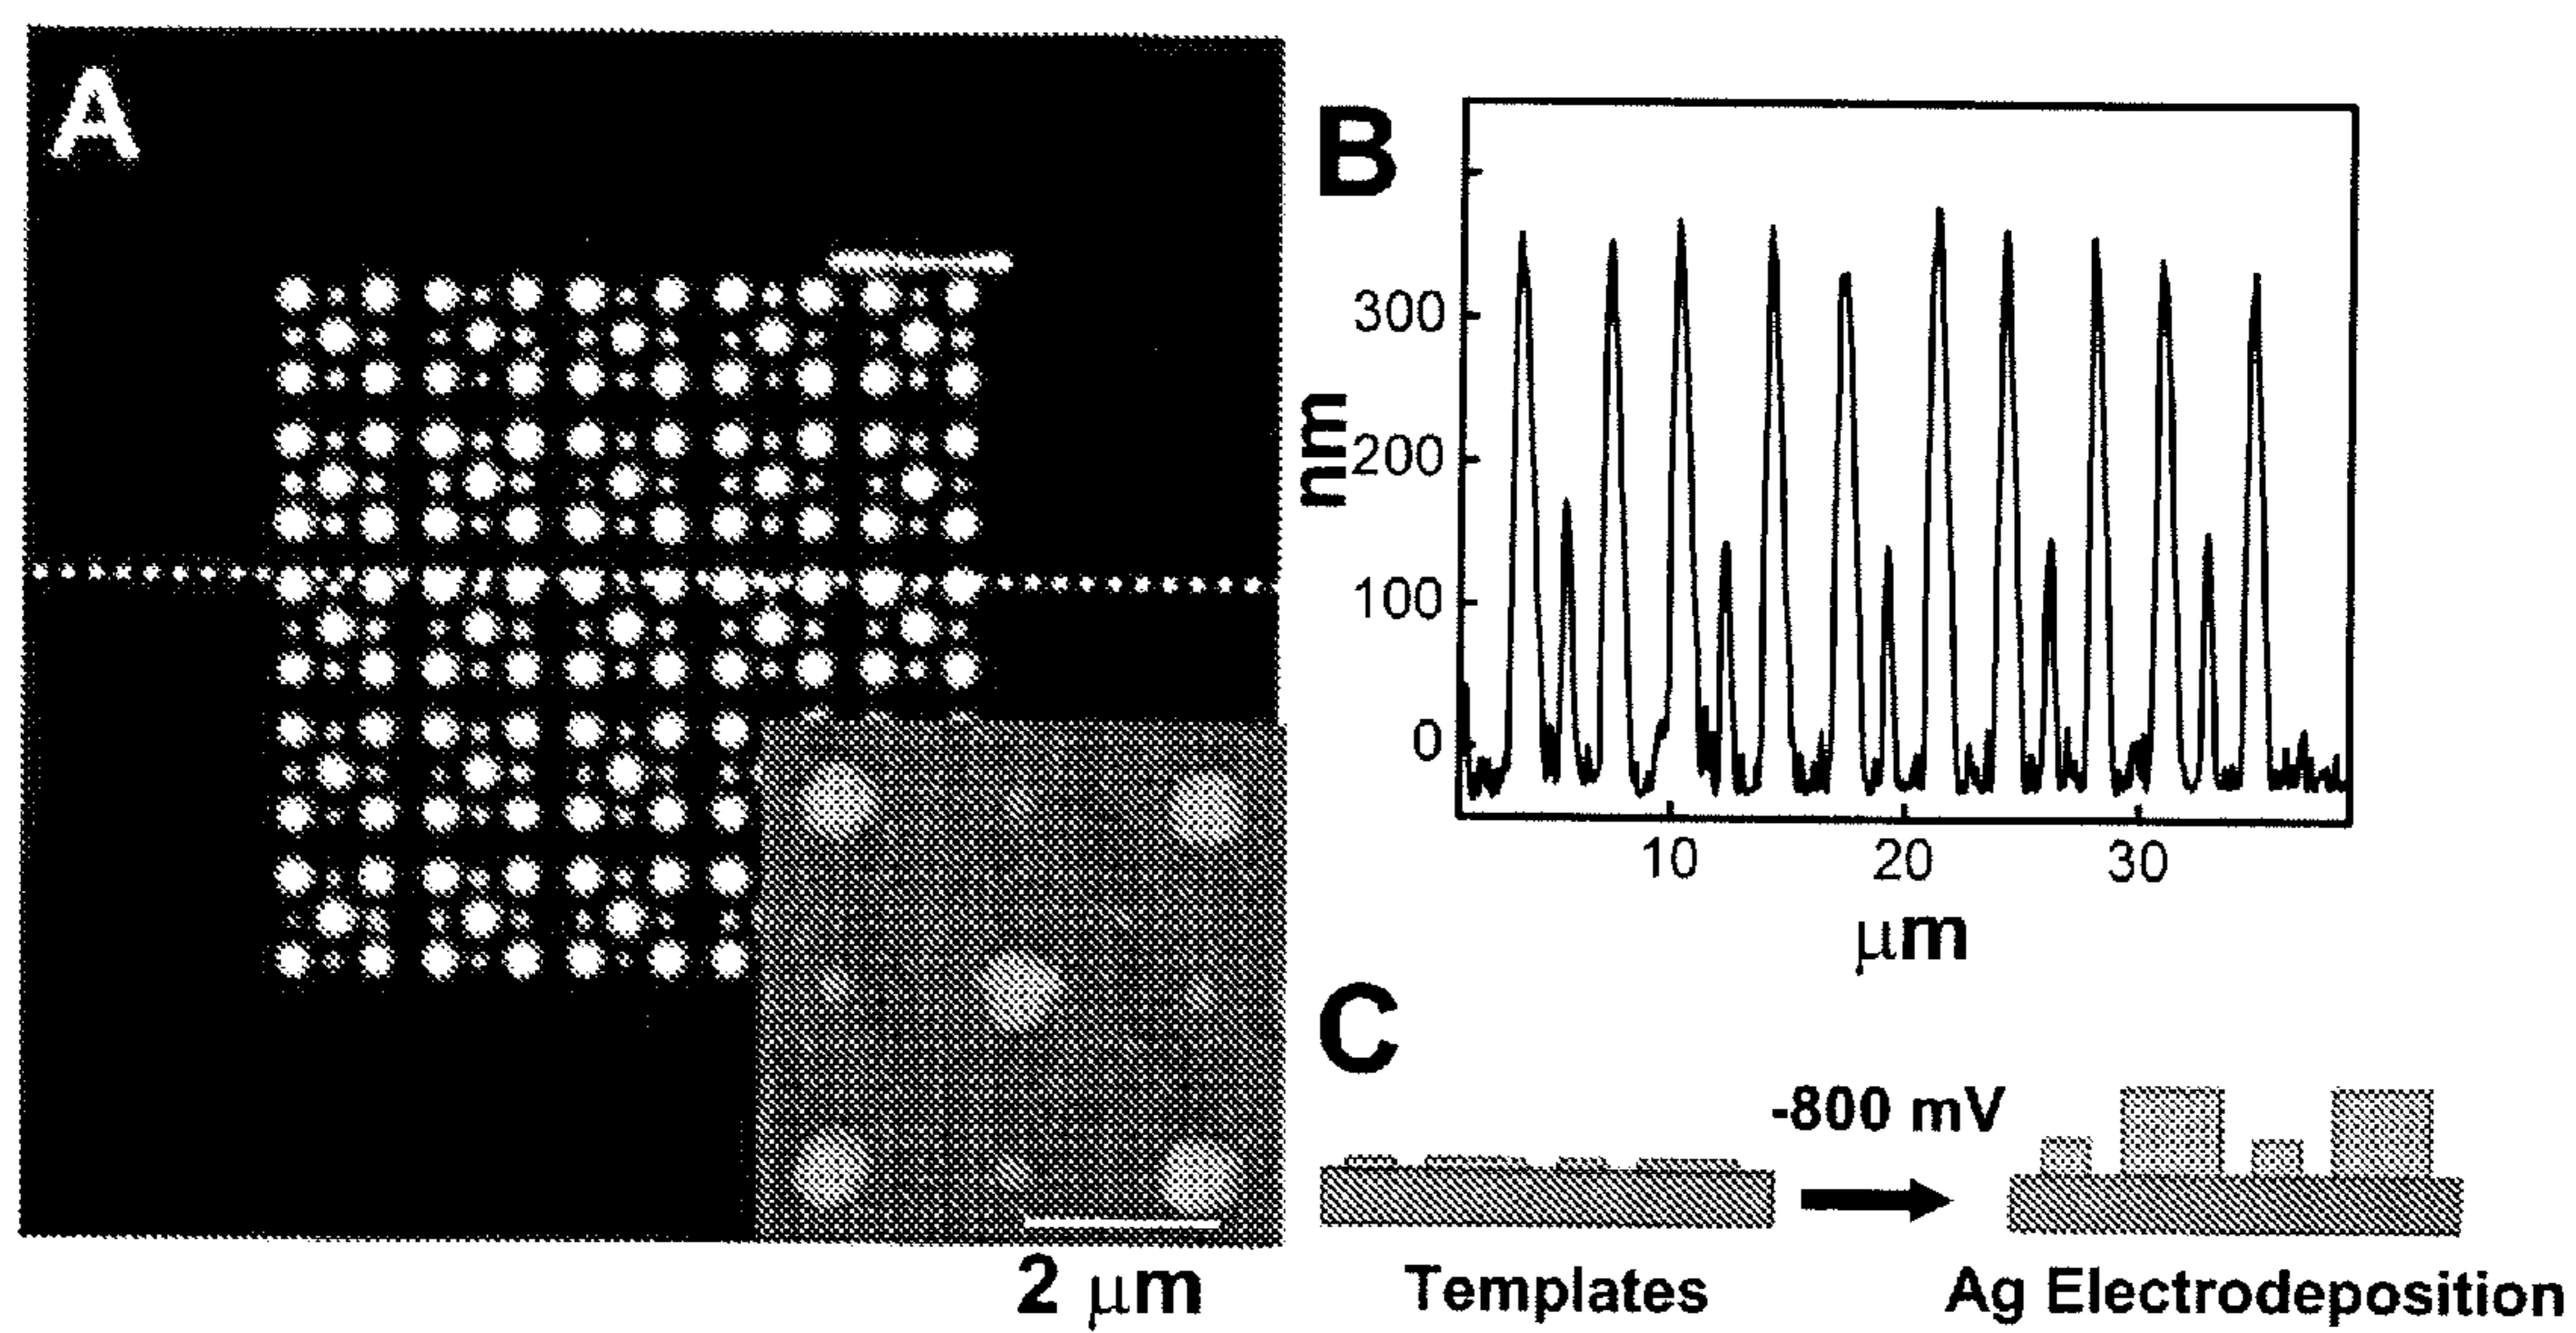 A
2 μm
B
nm
300
200
100
0
10 20 30
μm
C
-800 mV
Templates
Ag Electrodeposition